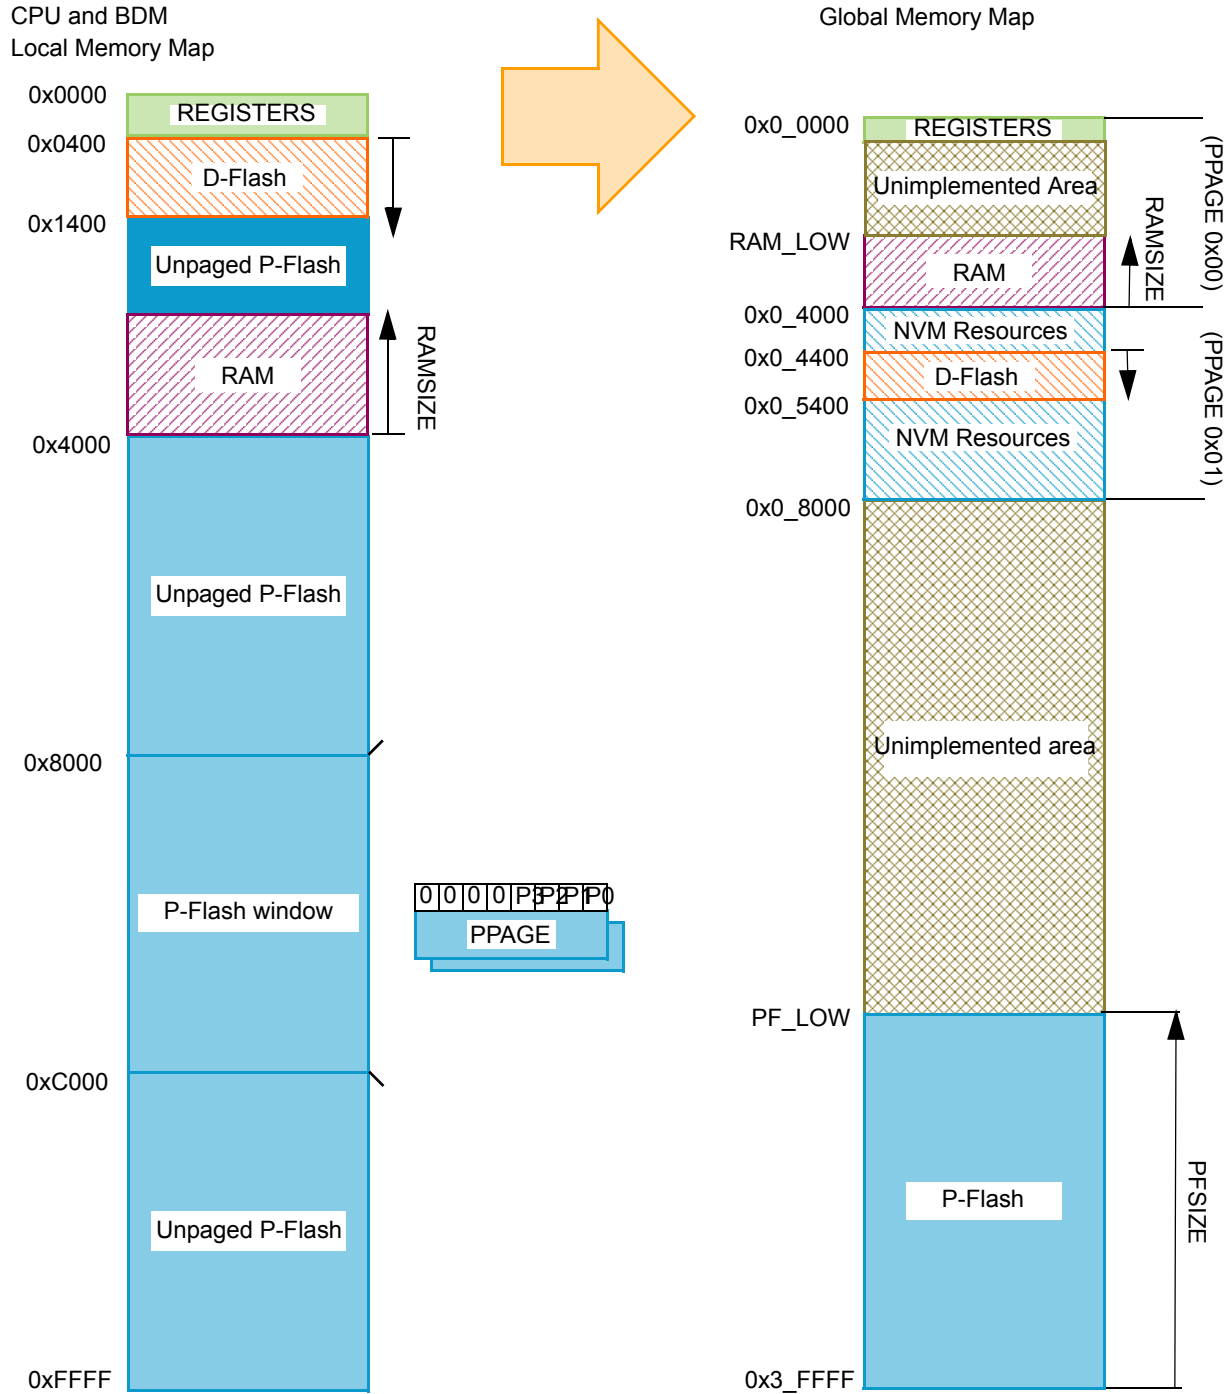 CPU and BDM
Local Memory Map
0x0000
REGISTERS
0x0400
D-Flash
0x1400
Unpaged P-Flash
RAM
RAMSIZE
0x4000
Unpaged P-Flash
0x8000
P-Flash window
0 0 0 0 P3 P2 P1 P0
PPAGE
0xC000
Unpaged P-Flash
0xFFFF
Global Memory Map
0x0_0000
REGISTERS
Unimplemented Area
(PPAGE 0x00)
RAM_LOW
RAM
RAMSIZE
0x0_4000
NVM Resources
0x0_4400
D-Flash
(PPAGE 0x01)
0x0_5400
NVM Resources
0x0_8000
Unimplemented area
PF_LOW
P-Flash
PFSIZE
0x3_FFFF